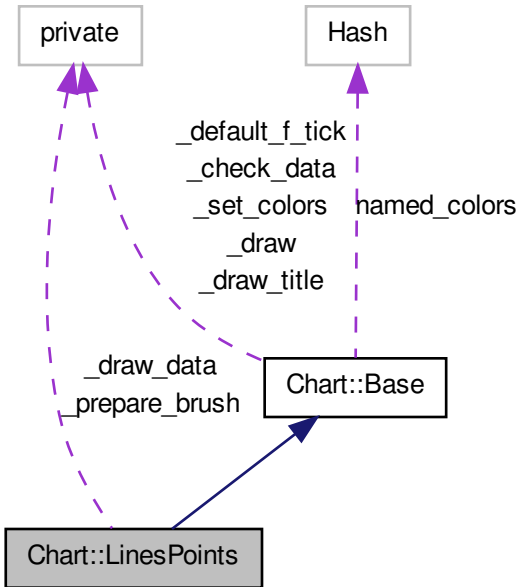 private
Hash
_default_f_tick
_check_data
_set_colors
_draw
_draw_title
named_colors
_draw_data
_prepare_brush
Chart::Base
Chart::LinesPoints